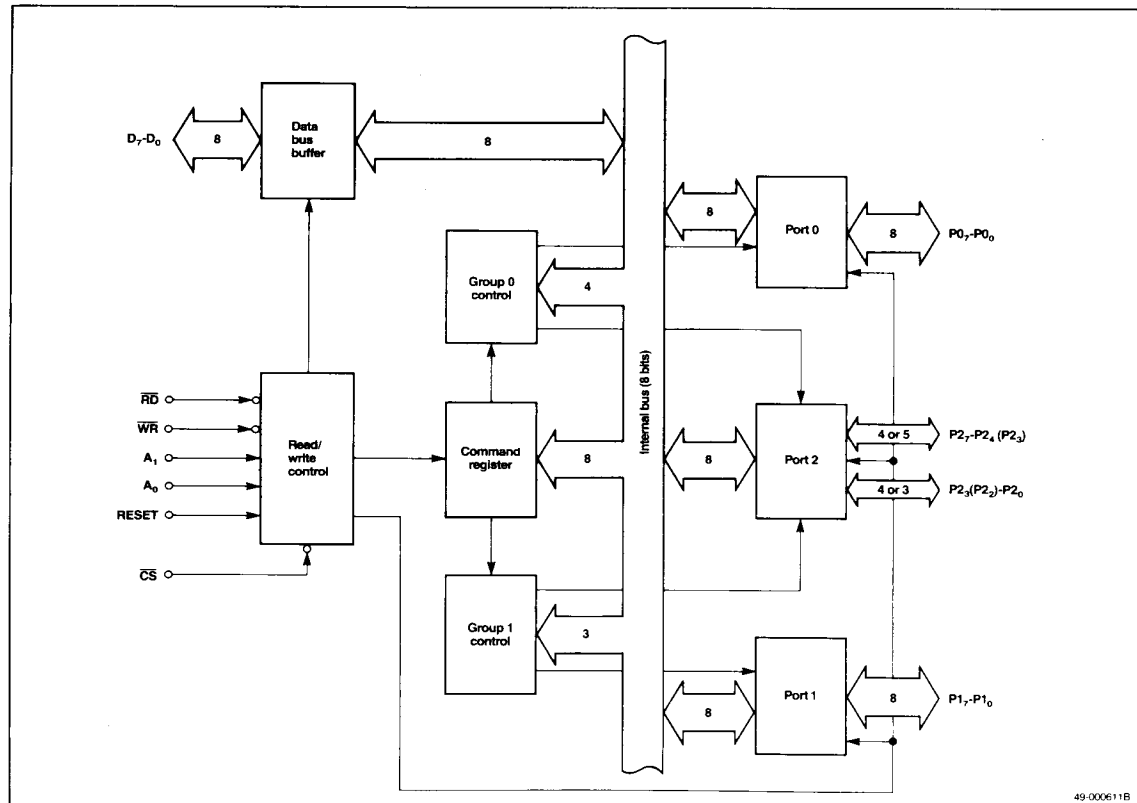 D₇-D₀
8
Data
bus
buffer
8
8
Port 0
8
P0₇-P0₀
Group 0
control
4
Internal bus (8 bits)
R̅D̅
W̅R̅
A₁
A₀
RESET
C̅S̅
Read/
write
control
Command
register
8
8
Port 2
4 or 5
P2₇-P2₄ (P2₃)
4 or 3
P2₃(P2₂)-P2₀
Group 1
control
3
8
Port 1
8
P1₇-P1₀
49-000611B